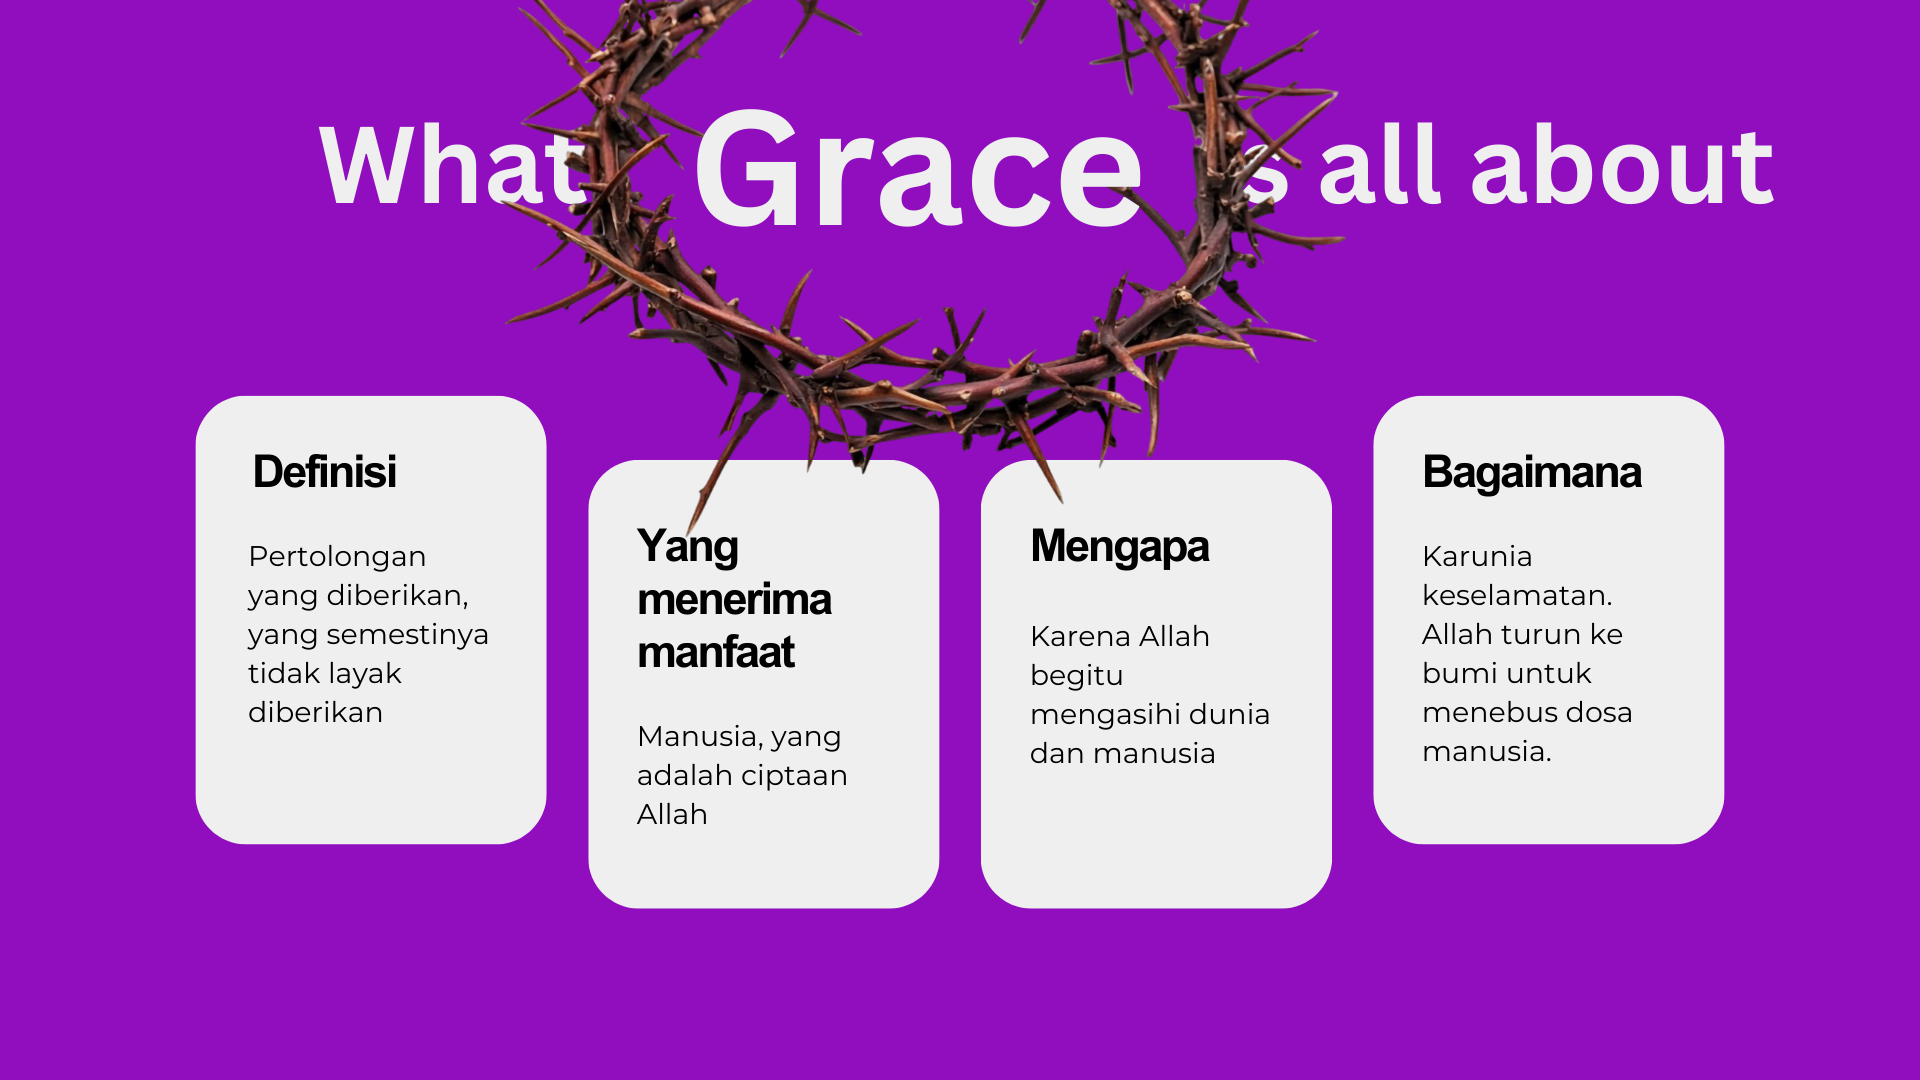 What Grace s all about
Definisi
Pertolongan
yang diberikan,
yang semestinya
tidak layak
diberikan
Yang
menerima
manfaat
Manusia, yang
adalah ciptaan
Allah
Mengapa
Karena Allah
begitu
mengasihi dunia
dan manusia
Bagaimana
Karunia
keselamatan.
Allah turun ke
bumi untuk
menebus dosa
manusia.